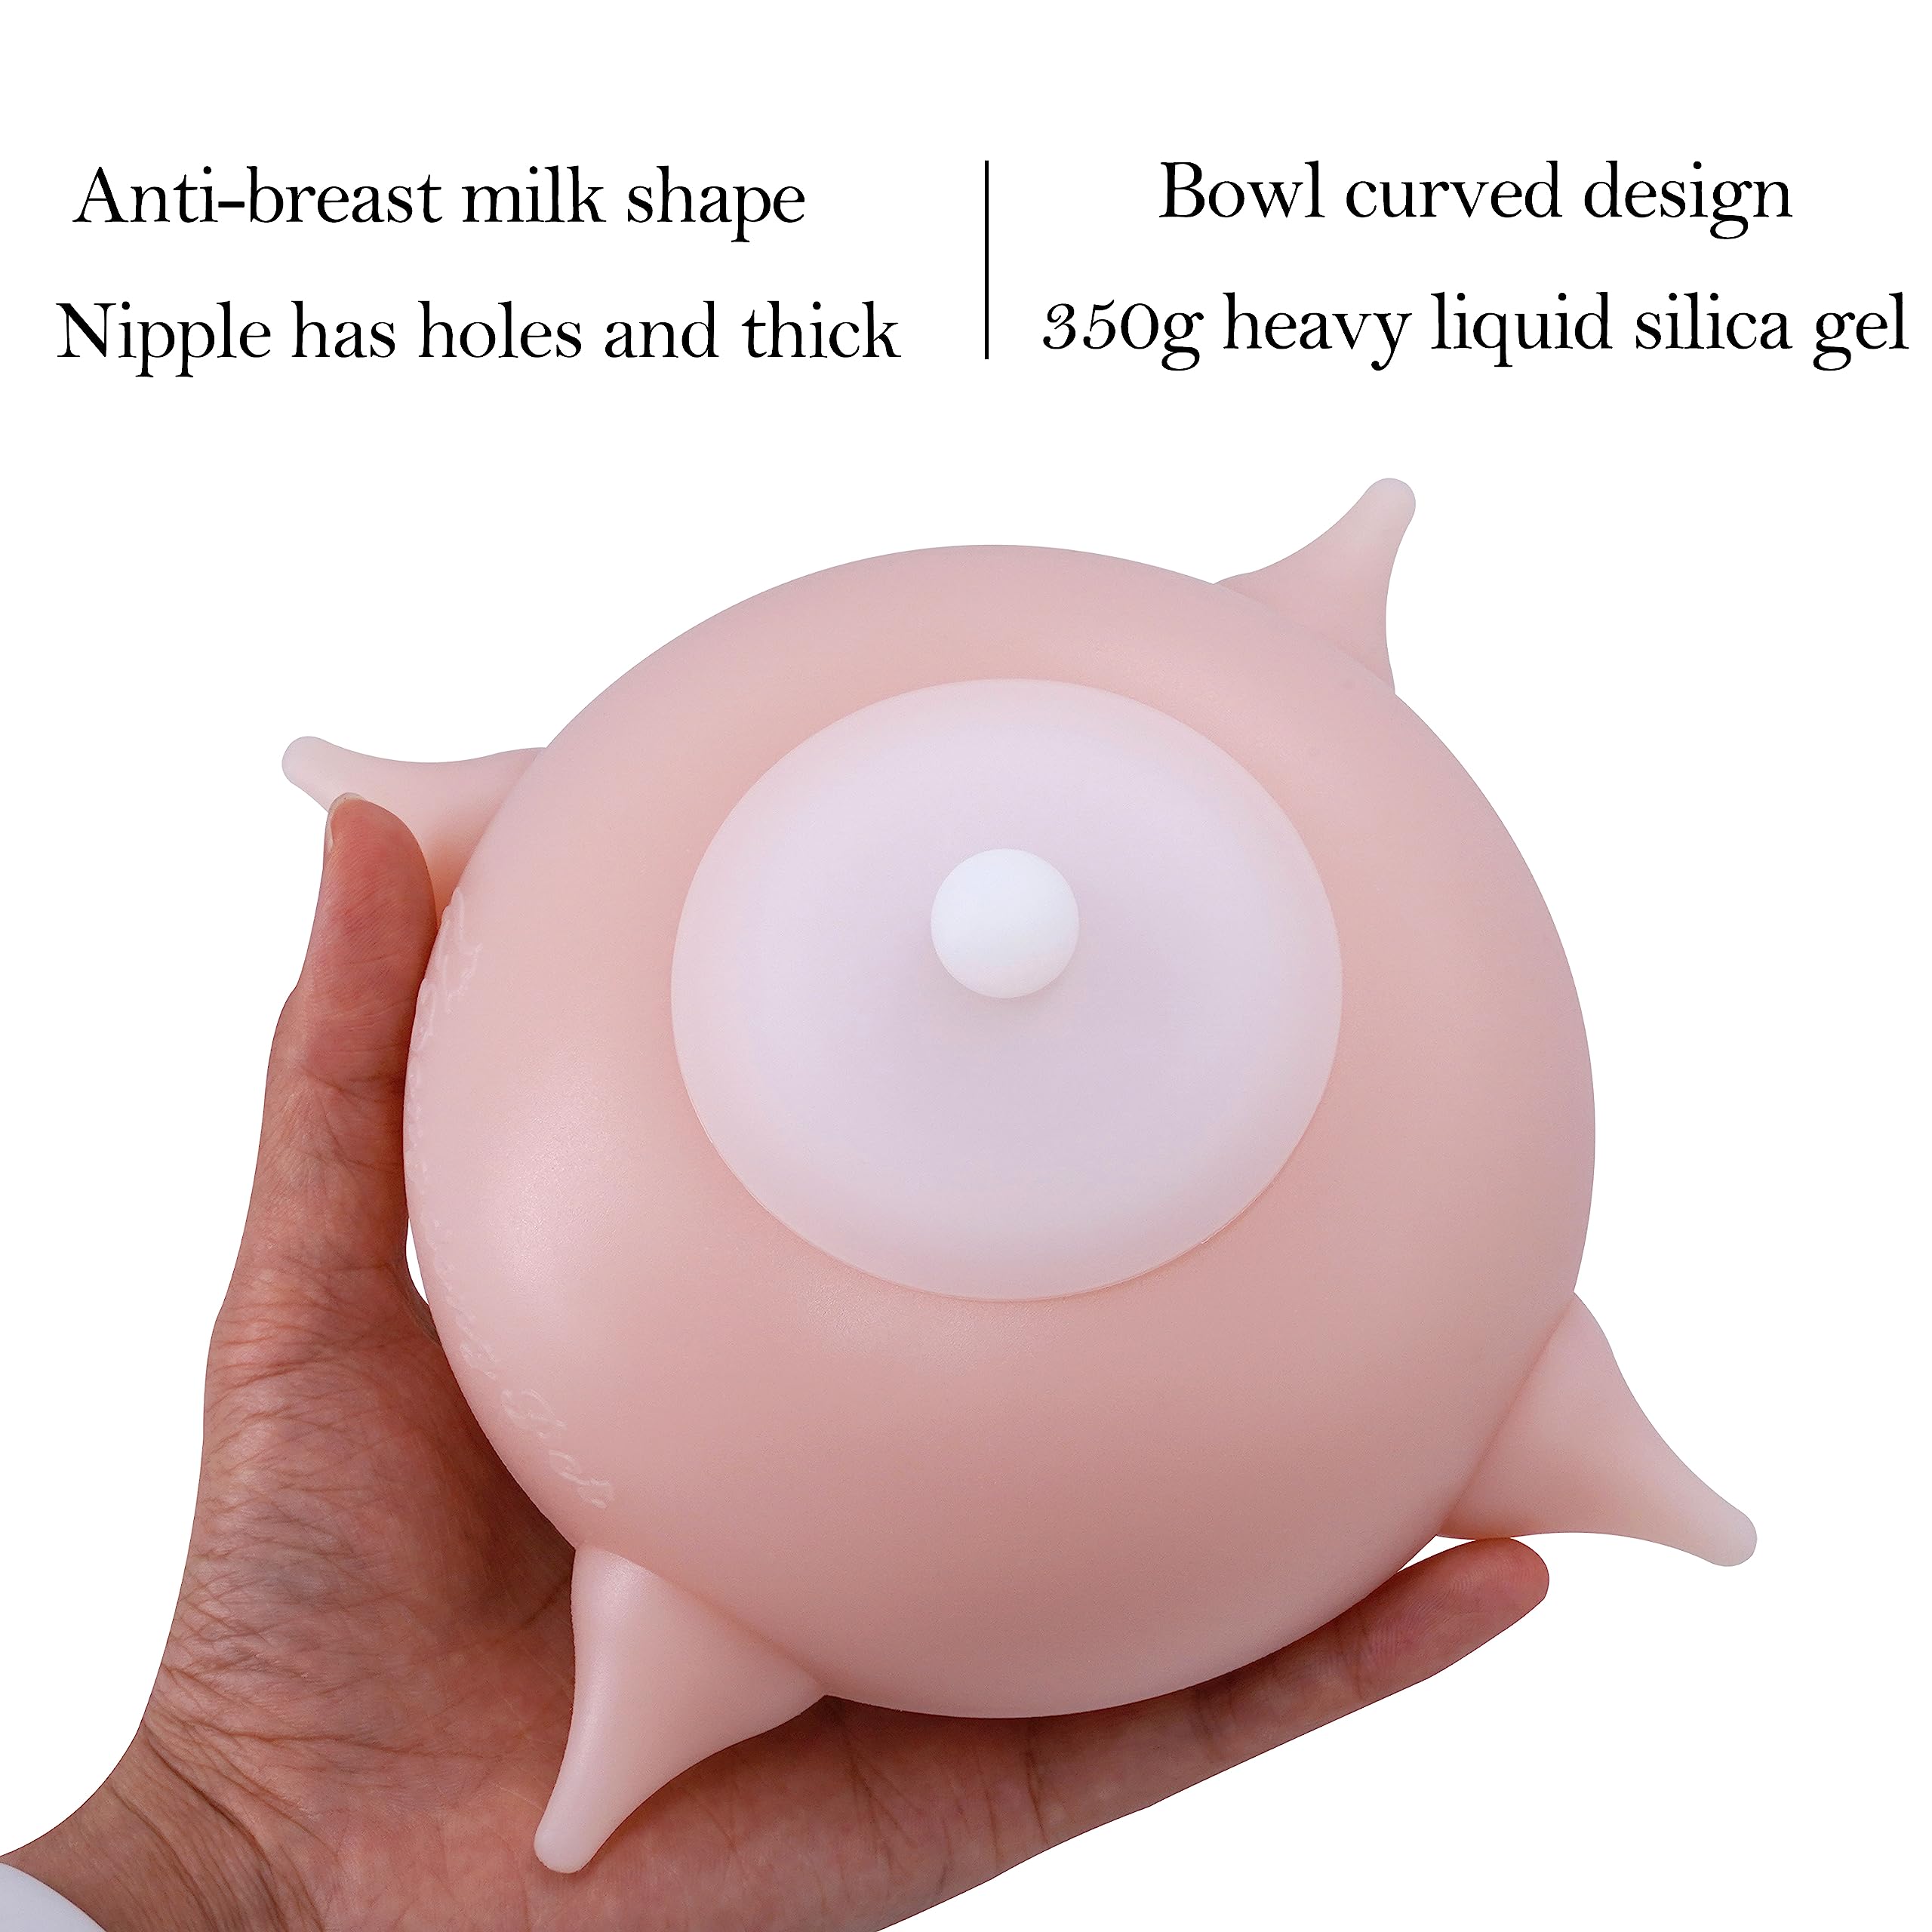 Anti-breast milk shape
Nipple has holes and thick
Bowl curved design
350g heavy liquid silica gel